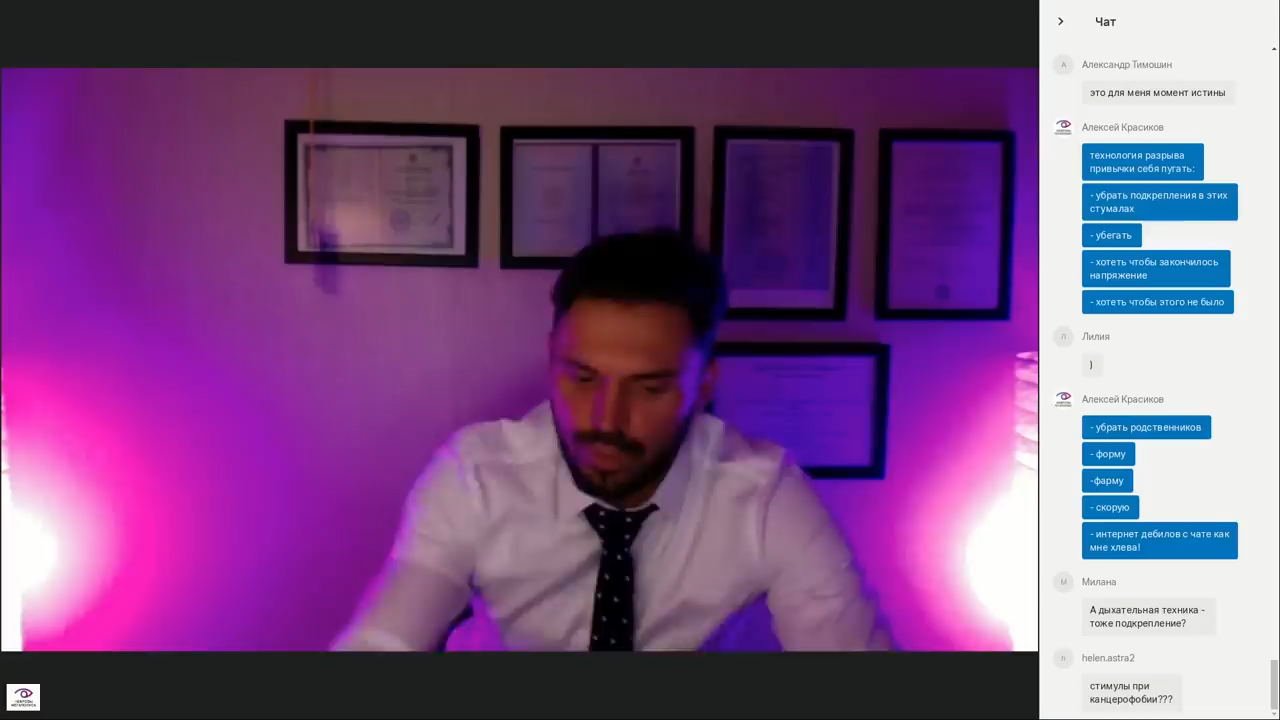 Чат
Александр Тимошин
это для меня момент истины
Алексей Красиков
технология разрыва
привычки себя пугать:
- убрать подкрепления в этих
стумалах
- убегать
- хотеть чтобы закончилось
напряжение
- хотеть чтобы этого не было
Лилия
)
Алексей Красиков
- убрать родственников
- форму
-фарму
- скорую
- интернет дебилов с чате как
мне хлева!
Милана
А дыхательная техника -
тоже подкрепление?
helen.astra2
стимулы при
канцерофобии???